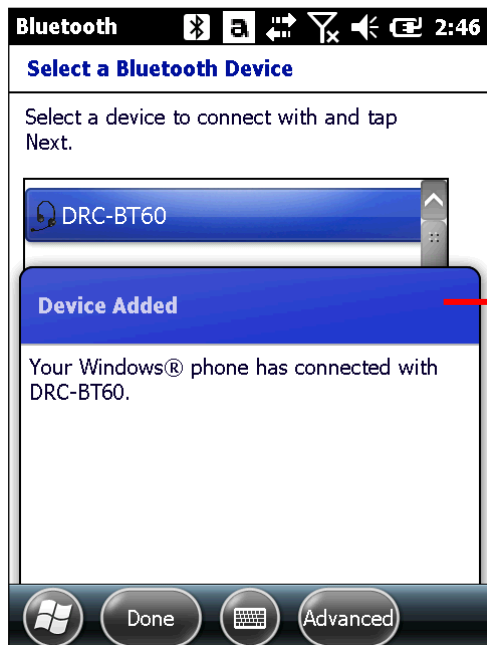 Bluetooth a 2:46
Select a Bluetooth Device
Select a device to connect with and tap
Next.
DRC-BT60
Device Added
Your Windows® phone has connected with
DRC-BT60.
Done Advanced